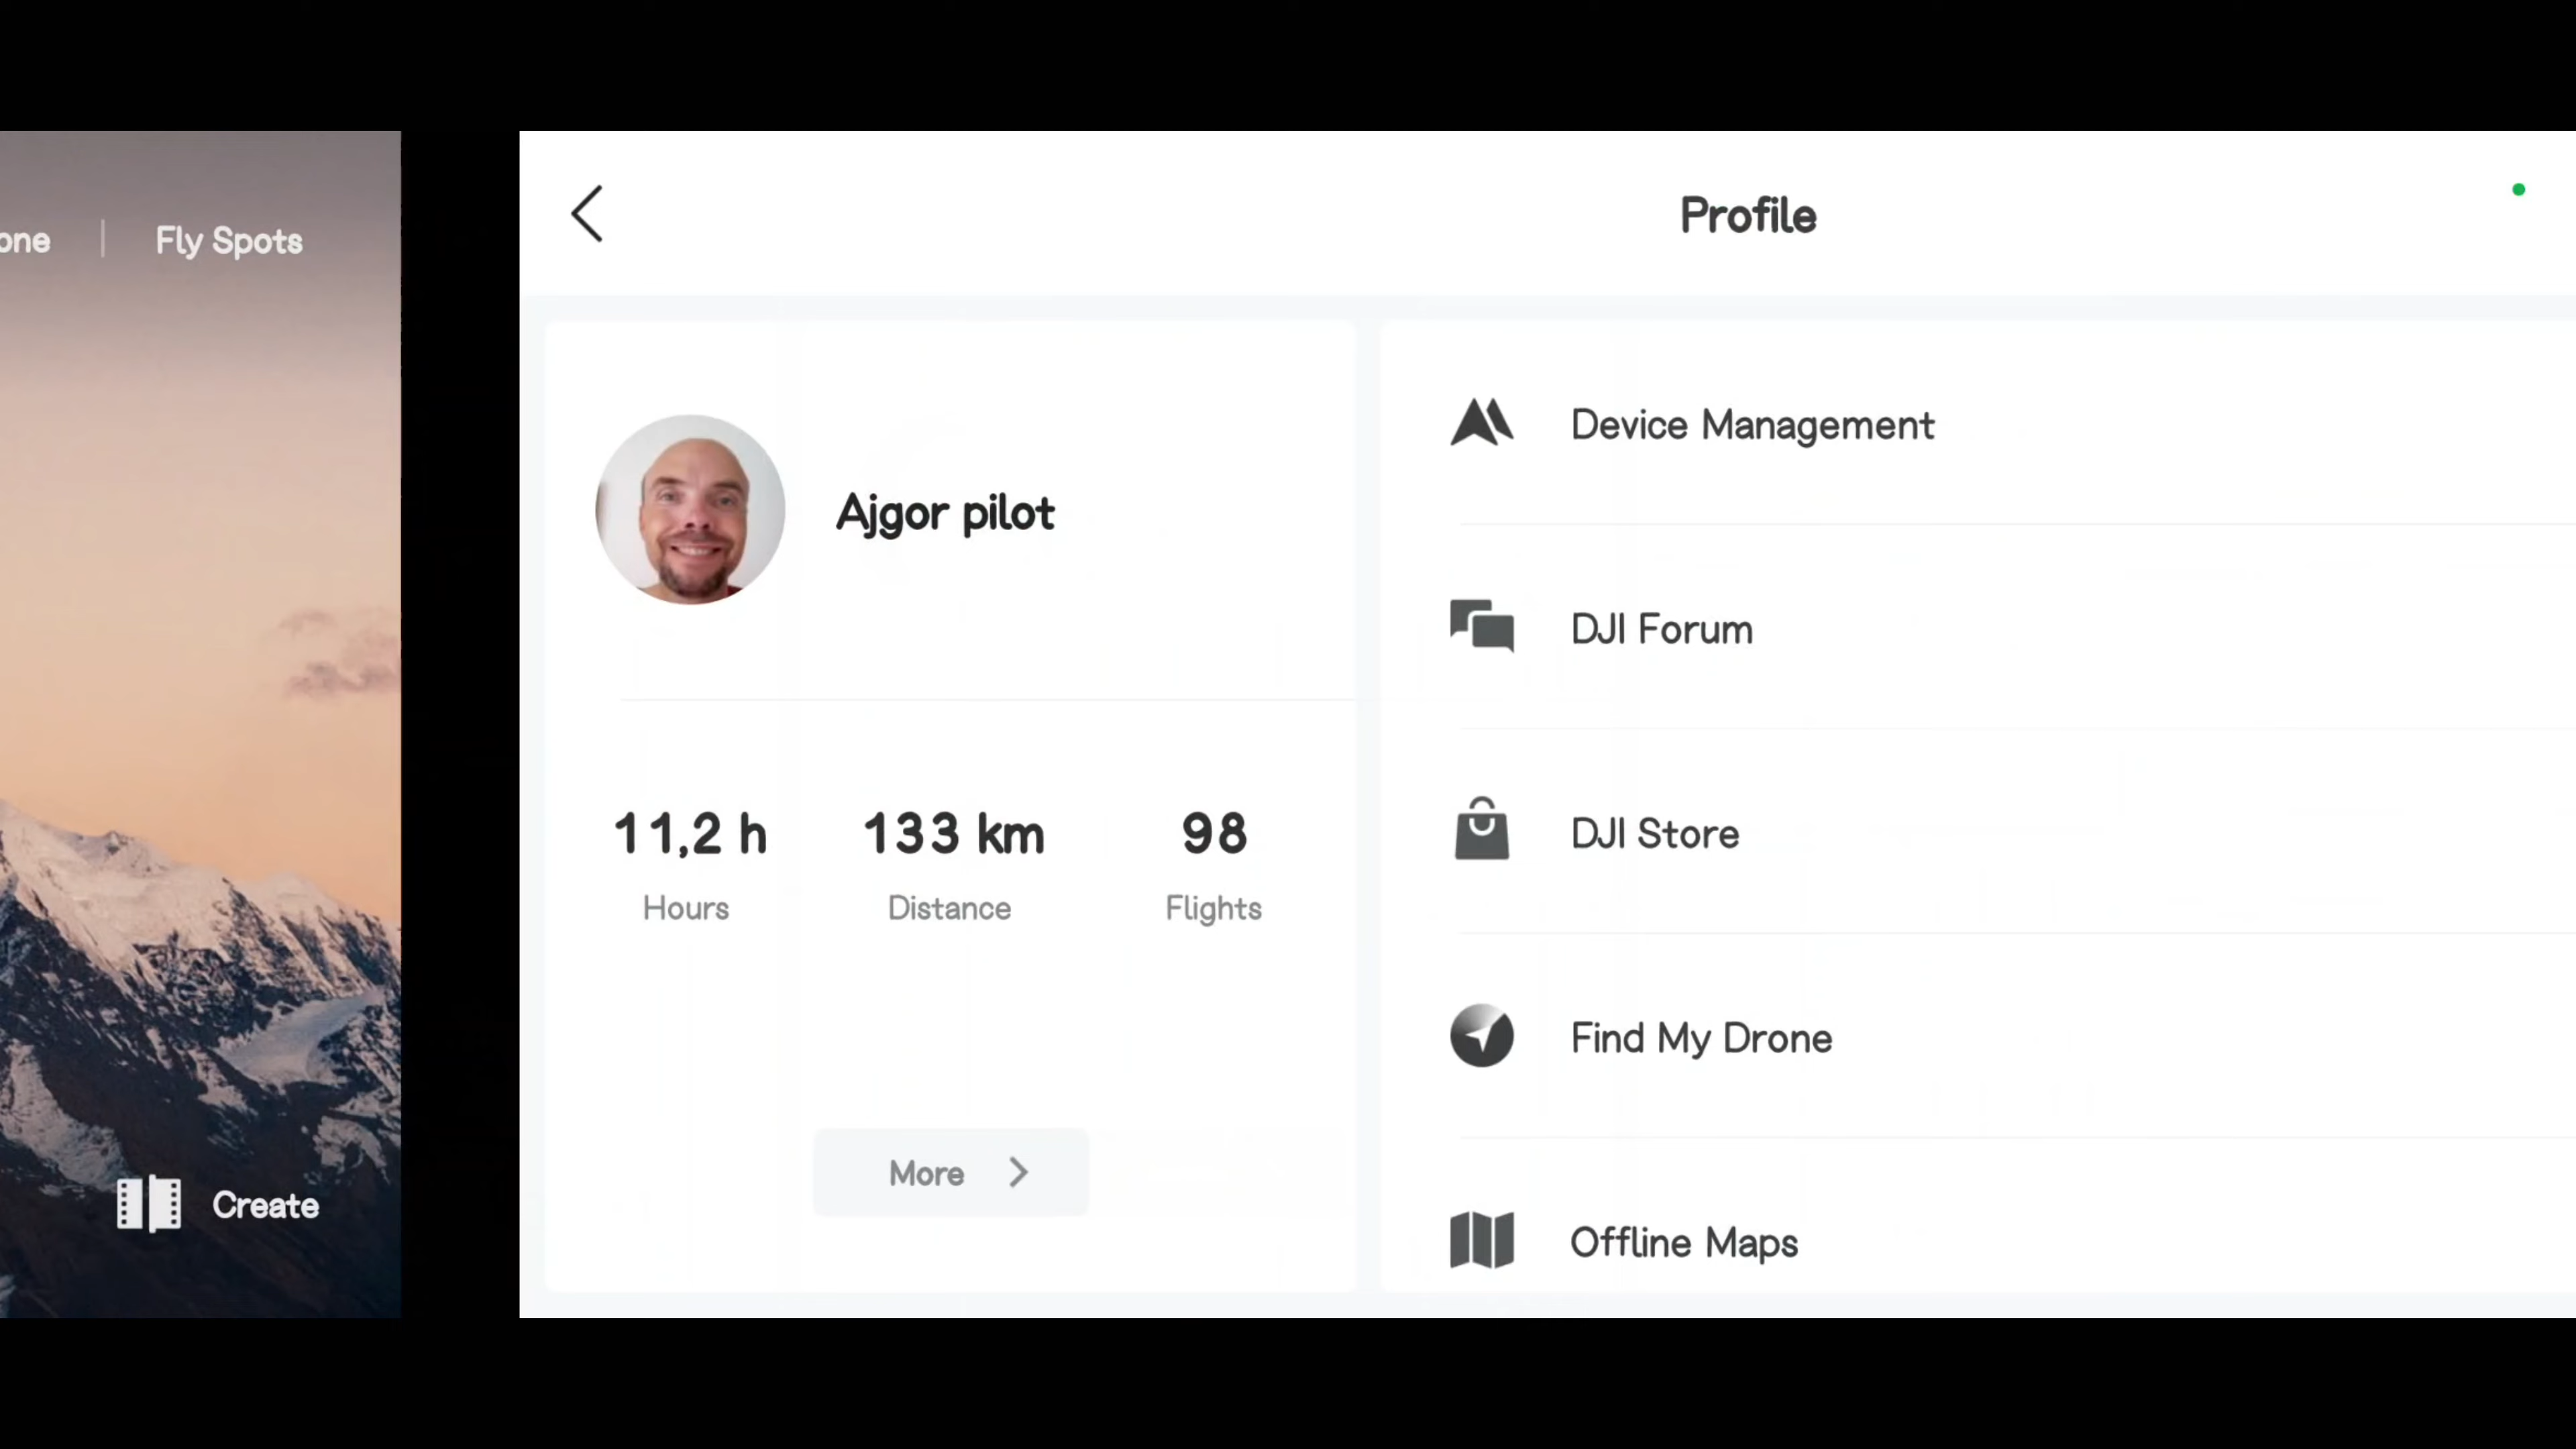 one | Fly Spots
Create
Profile
Ajgor pilot
11,2 h
Hours
133 km
Distance
98
Flights
More
Device Management
DJI Forum
DJI Store
Find My Drone
Offline Maps